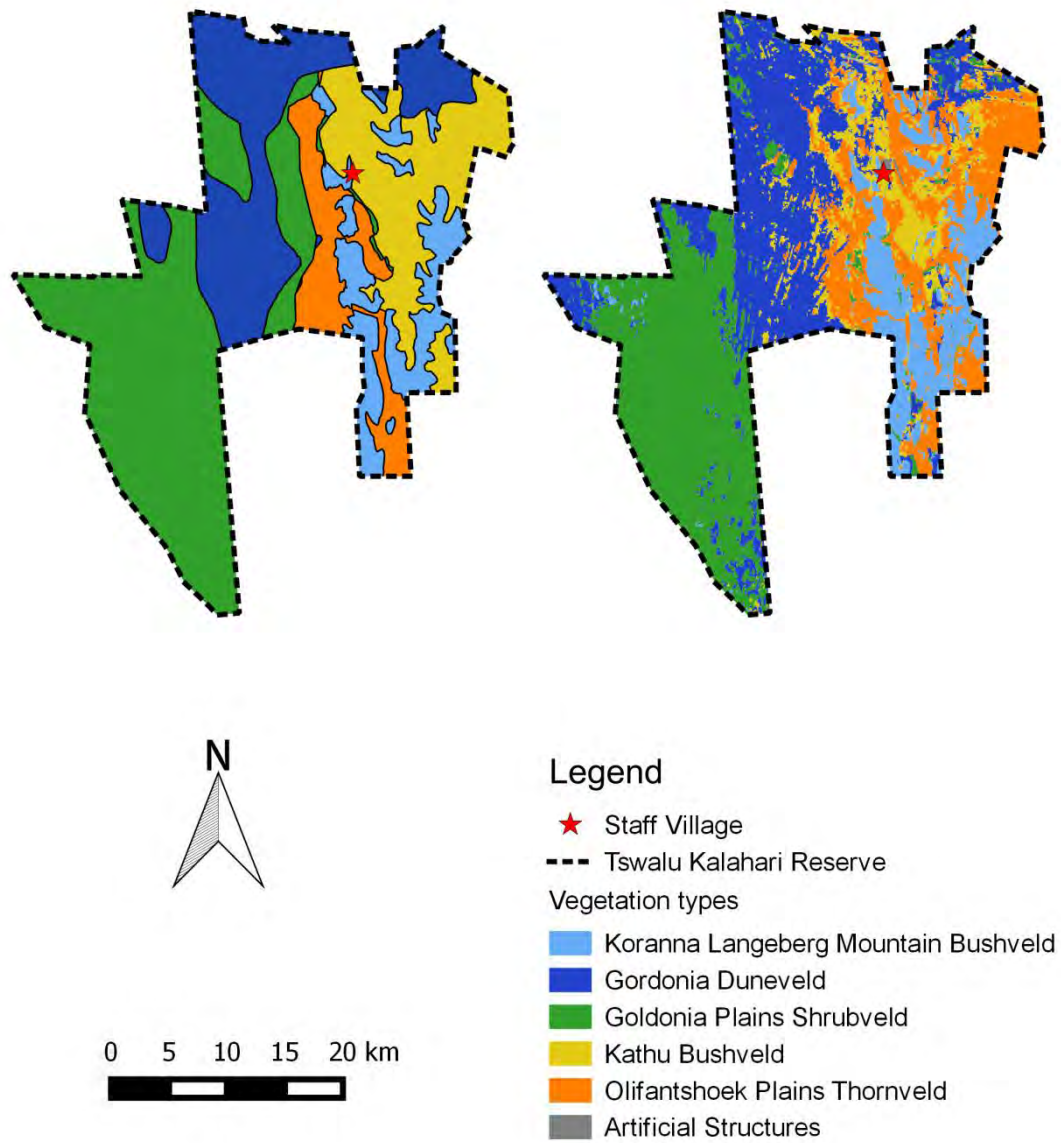 N
0 5 10 15 20 km
Legend
Staff Village
Tswalu Kalahari Reserve
Vegetation types
Koranna Langeberg Mountain Bushveld
Gordonia Duneveld
Goldonia Plains Shrubveld
Kathu Bushveld
Olifantshoek Plains Thornveld
Artificial Structures